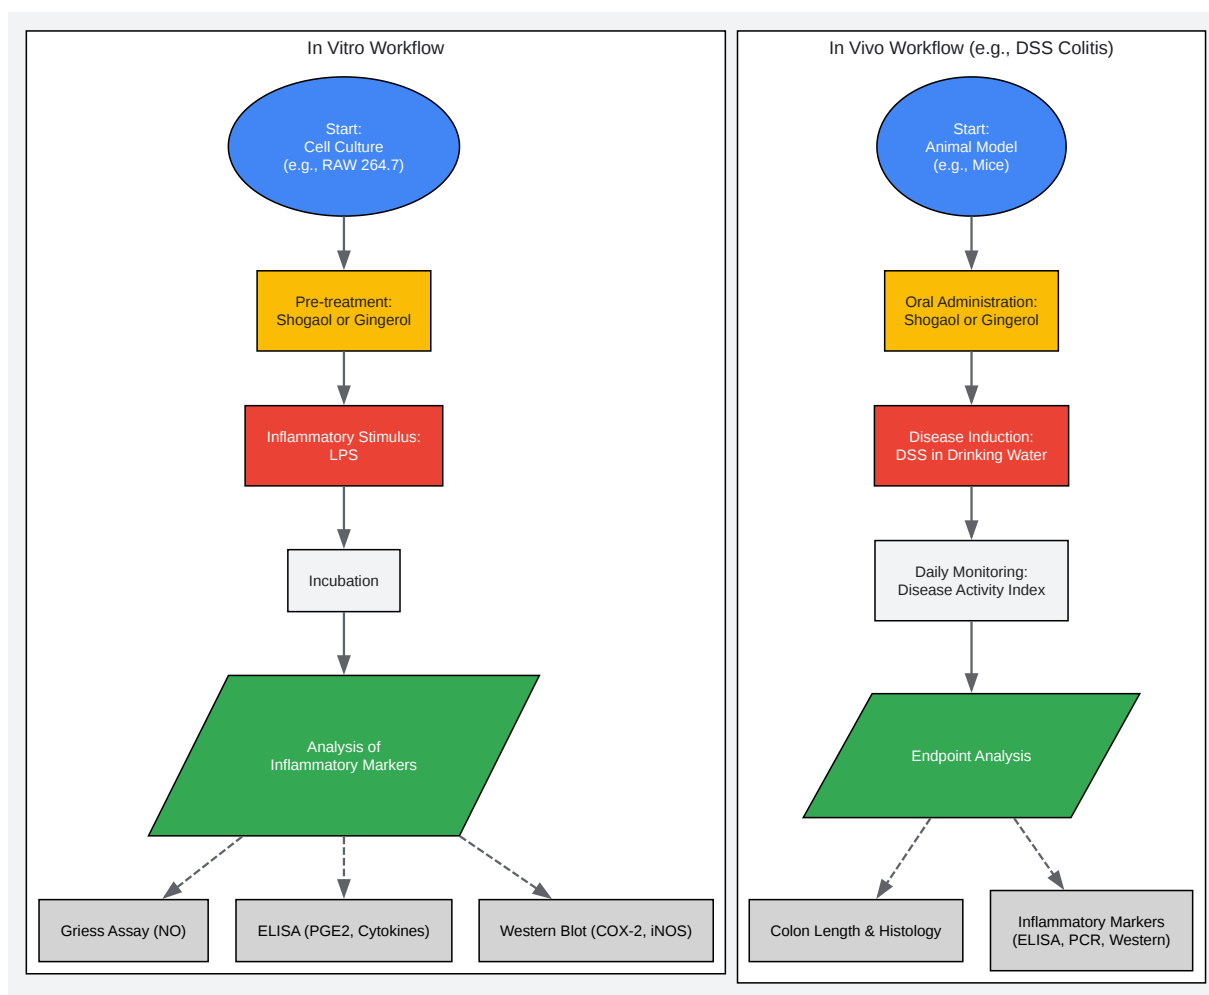 In Vitro Workflow
Start:
Cell Culture
(e.g., RAW 264.7)
Pre-treatment:
Shogaol or Gingerol
Inflammatory Stimulus:
LPS
Incubation
Analysis of
Inflammatory Markers
Griess Assay (NO)
ELISA (PGE2, Cytokines)
Western Blot (COX-2, iNOS)
In Vivo Workflow (e.g., DSS Colitis)
Start:
Animal Model
(e.g., Mice)
Oral Administration:
Shogaol or Gingerol
Disease Induction:
DSS in Drinking Water
Daily Monitoring:
Disease Activity Index
Endpoint Analysis
Colon Length & Histology
Inflammatory Markers
(ELISA, PCR, Western)